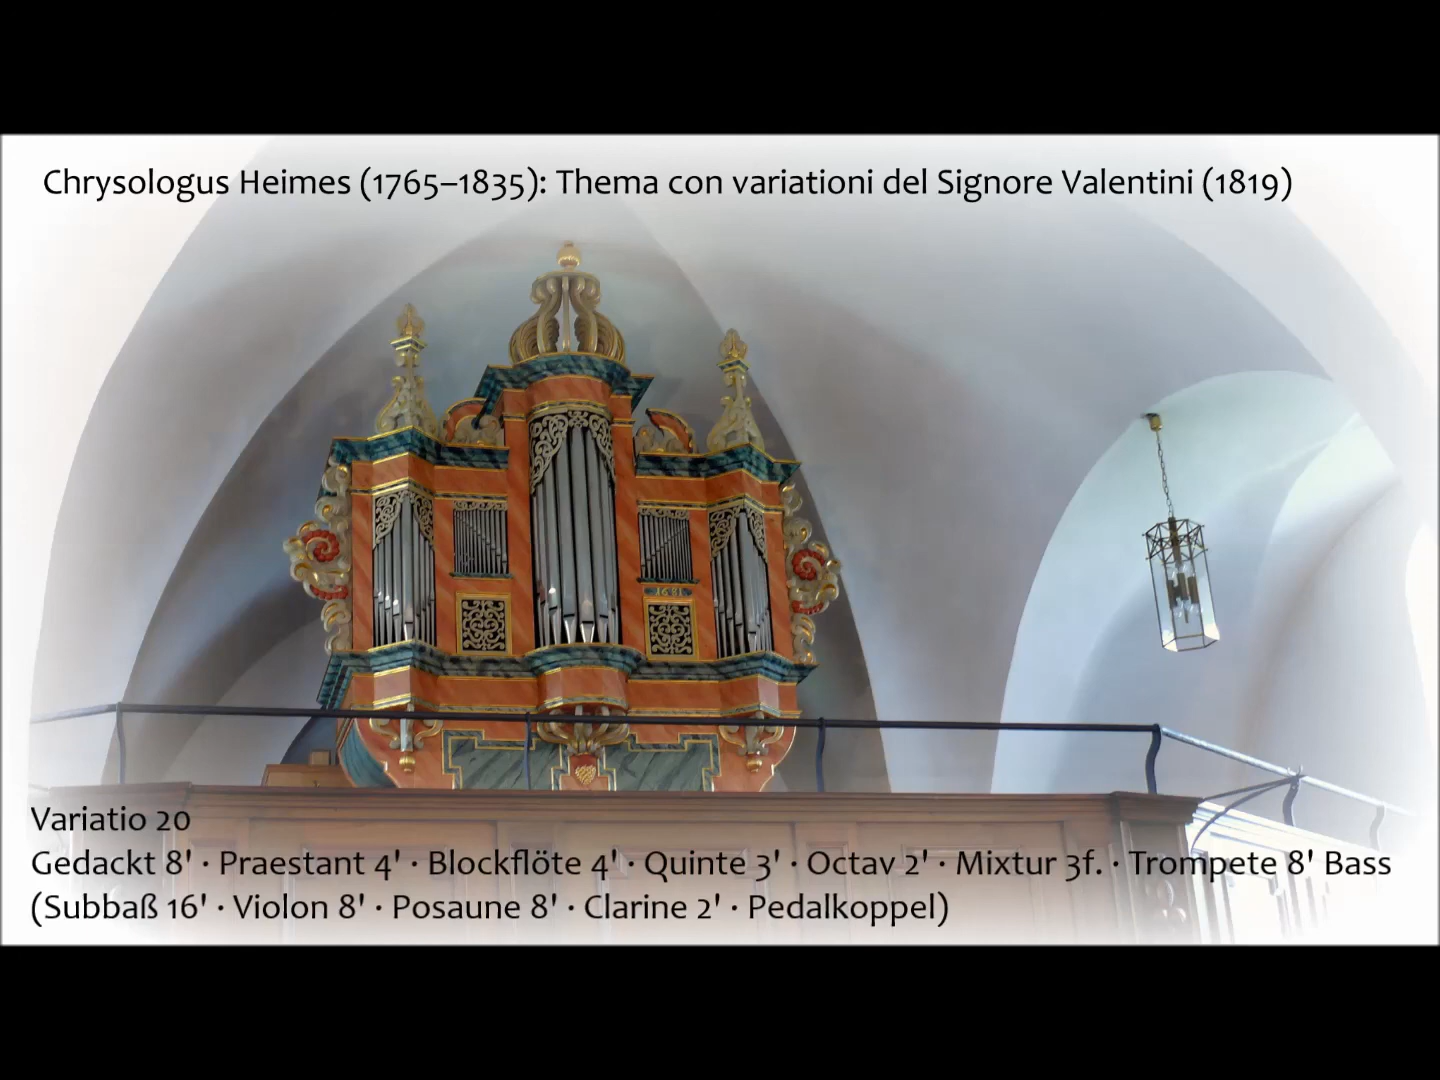 Chrysologus Heimes (1765–1835): Thema con variationi del Signore Valentini (1819)
1681
Variatio 20
Gedackt 8' · Praestant 4' · Blockflöte 4' · Quinte 3' · Octav 2' · Mixtur 3f. · Trompete 8' Bass
(Subbaß 16' · Violon 8' · Posaune 8' · Clarine 2' · Pedalkoppel)